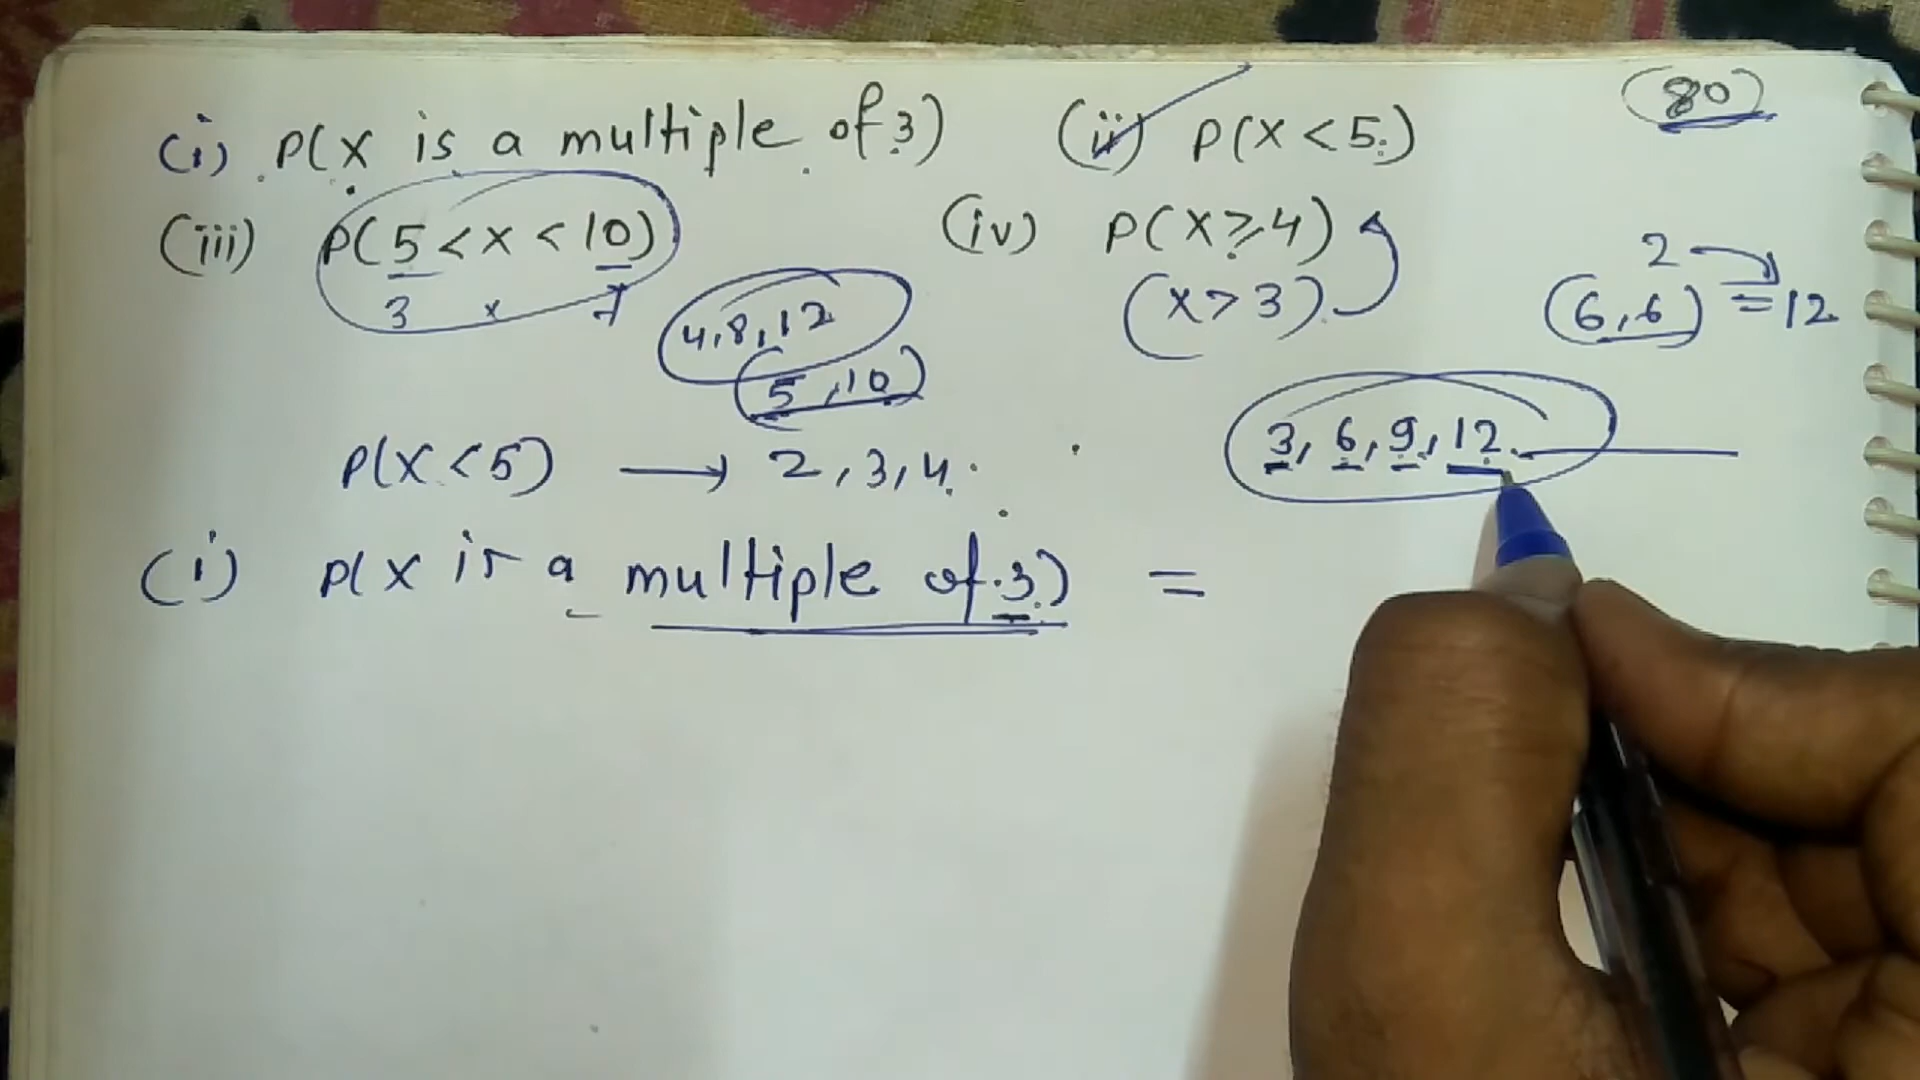 (80)
(i) P(X is a multiple of 3) (ii) P(X < 5)
(iii) P(5 < X < 10) (iv) P(X ≥ 4)
3 x 7 (X > 3) 2
4,8,12 (6,6) = 12
(5,10)
3, 6, 9, 12
P(X < 5) → 2, 3, 4
(i) P(X is a multiple of 3) =